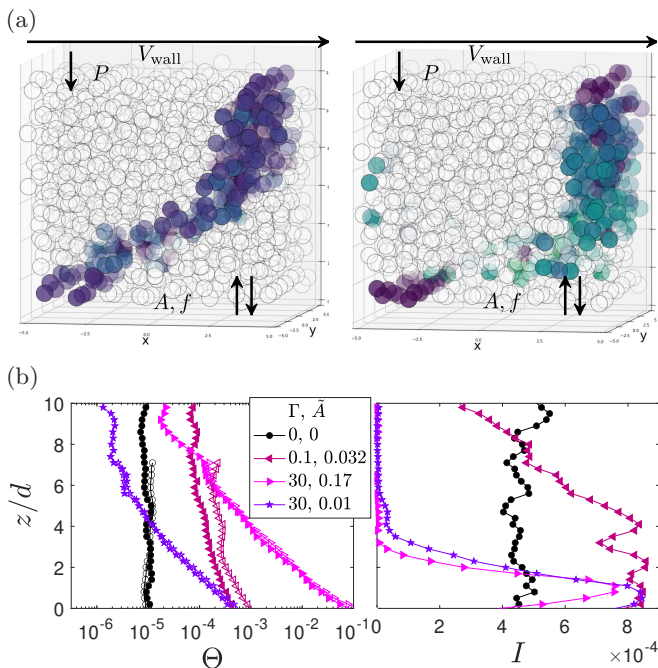 (a)
V_wall
V_wall
P
P
A, f
A, f
-5.0 -2.5 0.0 2.5 5.0
-5.0 -2.5 0.0 2.5 5.0
x
y
x
y
(b)
Γ, Ã
0, 0
0.1, 0.032
30, 0.17
30, 0.01
10
8
6
4
2
0
z/d
10^-6 10^-5 10^-4 10^-3 10^-2 10^-1
0 2 4 6 8
×10^-4
Θ
I